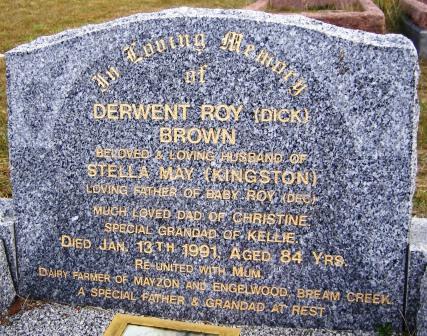 In Loving Memory
of
DERWENT ROY (DICK)
BROWN
BELOVED & LOVING HUSBAND OF
STELLA MAY (KINGSTON)
LOVING FATHER OF BABY ROY (DEC)
MUCH LOVED DAD OF CHRISTINE.
SPECIAL GRANDAD OF KELLIE.
DIED JAN. 13TH 1991. AGED 84 YRS.
RE-UNITED WITH MUM.
DAIRY FARMER OF MAYZON AND ENGELWOOD, BREAM CREEK.
A SPECIAL FATHER & GRANDAD AT REST